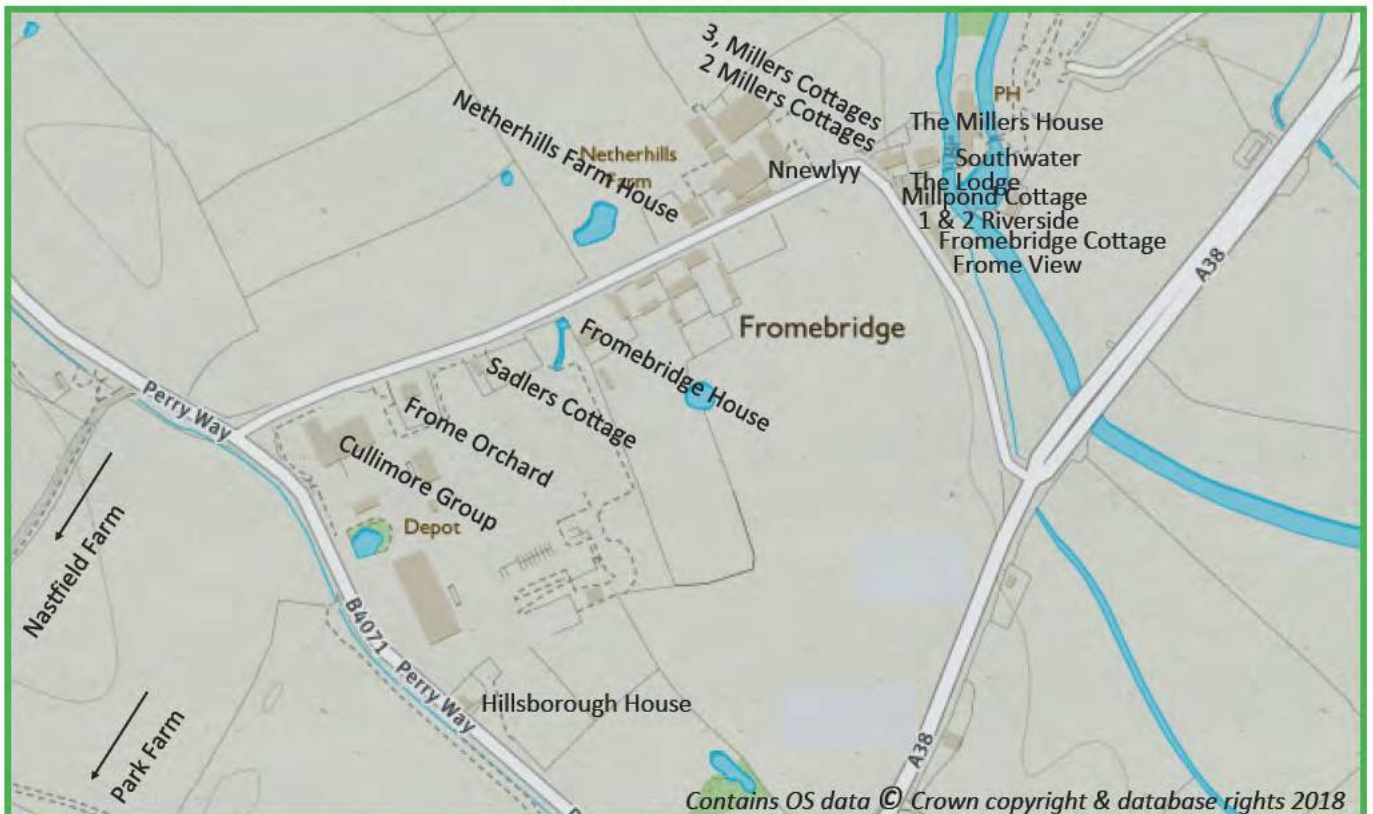 3, Millers Cottages
2 Millers Cottages
PH
The Millers House
Netherhills Farm House
Netherhills
Farm
Nnewlyy
Southwater
The Lodge
Millpond Cottage
1 & 2 Riverside
Fromebridge Cottage
Frome View
A38
Fromebridge
Fromebridge House
Sadlers Cottage
Perry Way
Frome Orchard
Cullimore Group
Depot
Nastfield Farm
B4071
Perry Way
Hillsborough House
Park Farm
A38
Contains OS data © Crown copyright & database rights 2018